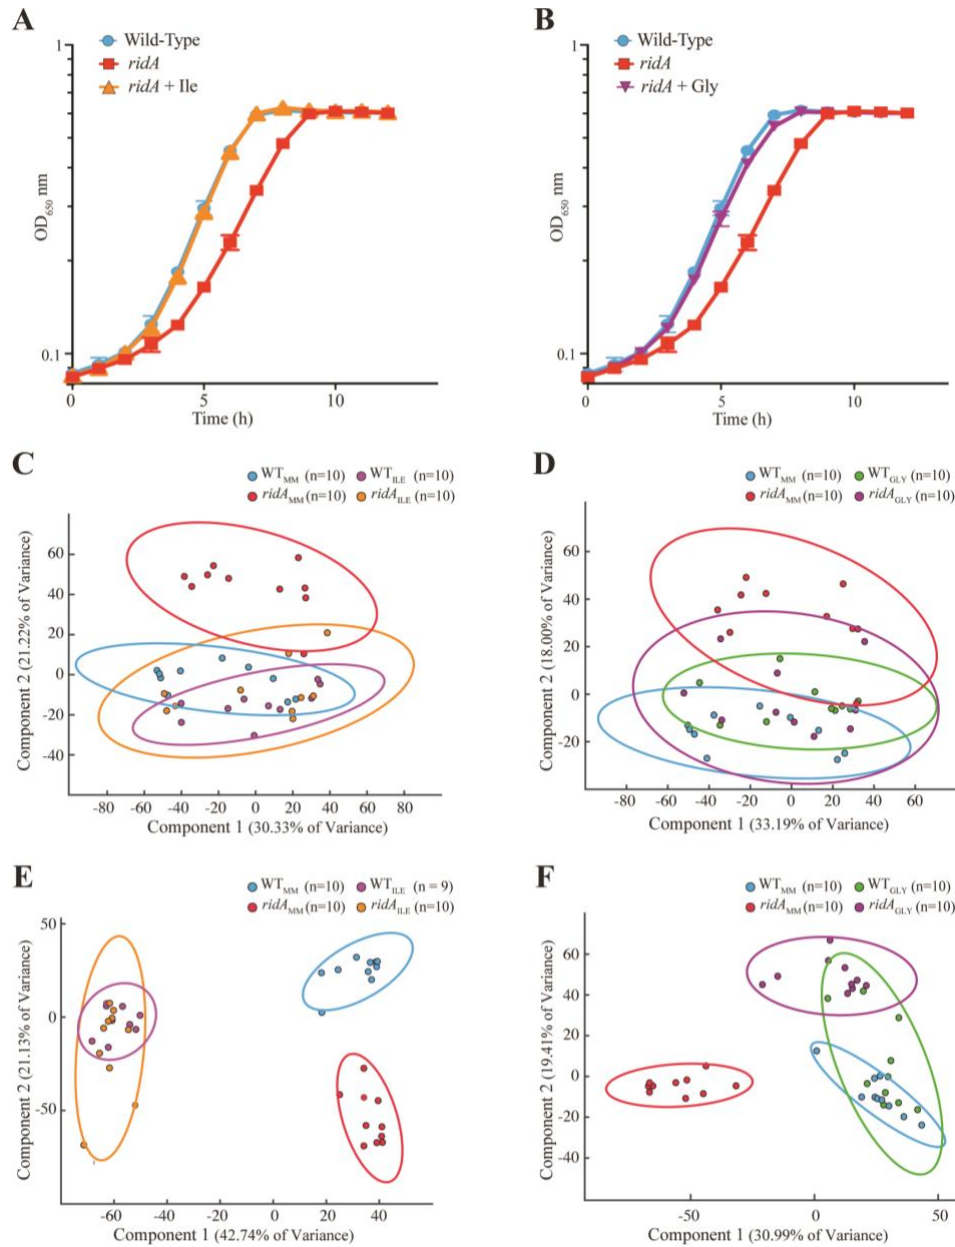 A
Wild-Type
ridA
ridA + Ile
1
OD650 nm
0.1
0 5 10
Time (h)
B
Wild-Type
ridA
ridA + Gly
1
OD650 nm
0.1
0 5 10
Time (h)
C
WTMM (n=10) WTILE (n=10)
ridAMM (n=10) ridAILE (n=10)
Component 2 (21.22% of Variance)
60
40
20
0
-20
-40
-80 -60 -40 -20 0 20 40 60 80
Component 1 (30.33% of Variance)
D
WTMM (n=10) WTGLY (n=10)
ridAMM (n=10) ridAGLY (n=10)
Component 2 (18.00% of Variance)
60
40
20
0
-20
-80 -60 -40 -20 0 20 40 60
Component 1 (33.19% of Variance)
E
WTMM (n=10) WTILE (n = 9)
ridAMM (n=10) ridAILE (n=10)
Component 2 (21.13% of Variance)
50
0
-50
-60 -40 -20 0 20 40
Component 1 (42.74% of Variance)
F
WTMM (n=10) WTGLY (n=10)
ridAMM (n=10) ridAGLY (n=10)
Component 2 (19.41% of Variance)
60
40
20
0
-20
-40
-50 0 50
Component 1 (30.99% of Variance)